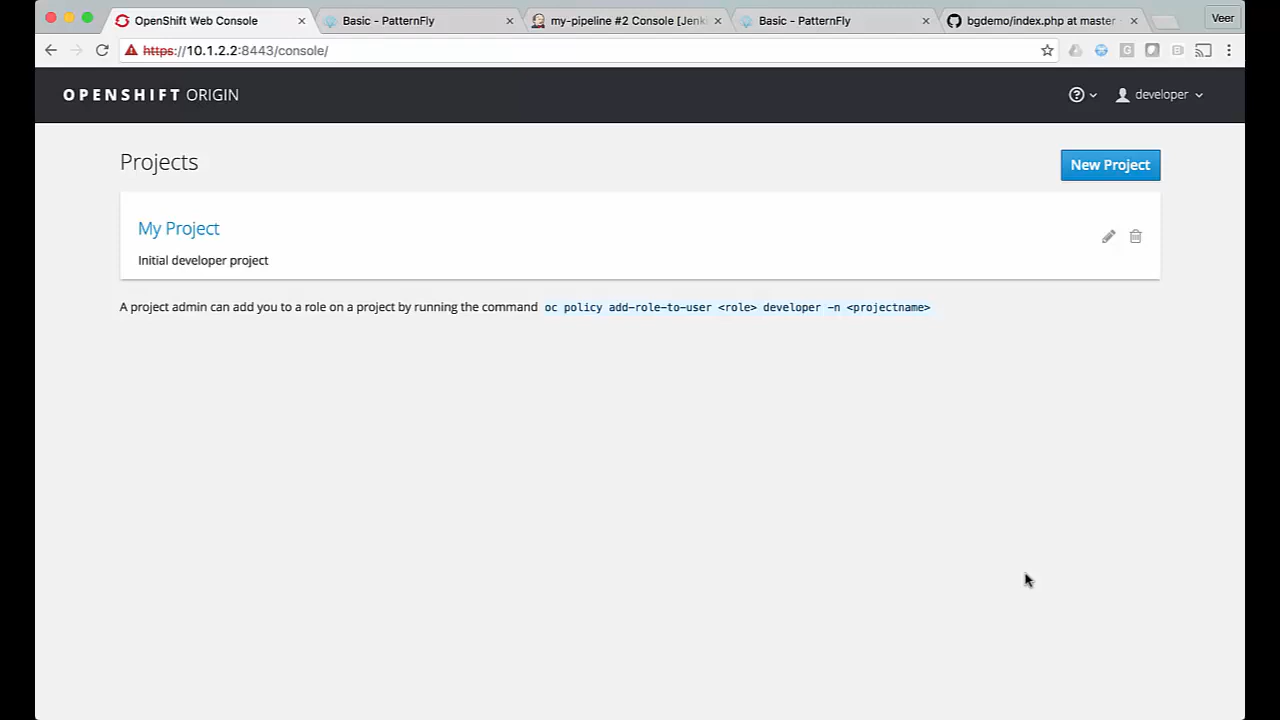 OpenShift Web Console
Basic - PatternFly
my-pipeline #2 Console [Jenki
Basic - PatternFly
bgdemo/index.php at master
Veer
https://10.1.2.2:8443/console/
OPENSHIFT ORIGIN
developer
Projects
New Project
My Project
Initial developer project
A project admin can add you to a role on a project by running the command oc policy add-role-to-user <role> developer -n <projectname>